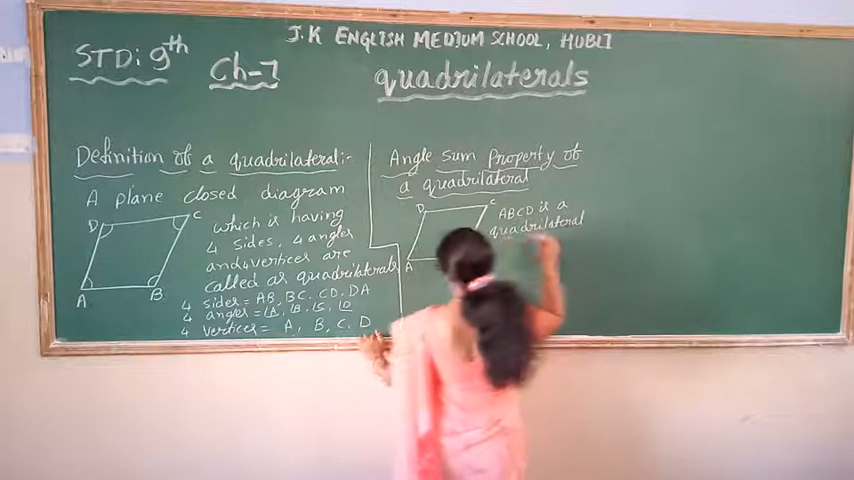 J.K ENGLISH MEDIUM SCHOOL, HUBLI
STD: 9th
Ch-7
quadrilaterals
Definition of a quadrilateral:-
A plane closed diagram
which is having
4 sides, 4 angles
and 4 vertices are
called as quadrilaterals
D
C
A
B
4 sides = AB, BC, CD, DA
4 angles = ∠A, ∠B, ∠C, ∠D
4 vertices = A, B, C, D
Angle sum Property of
a quadrilateral
D
C
A
ABCD is a
quadrilateral